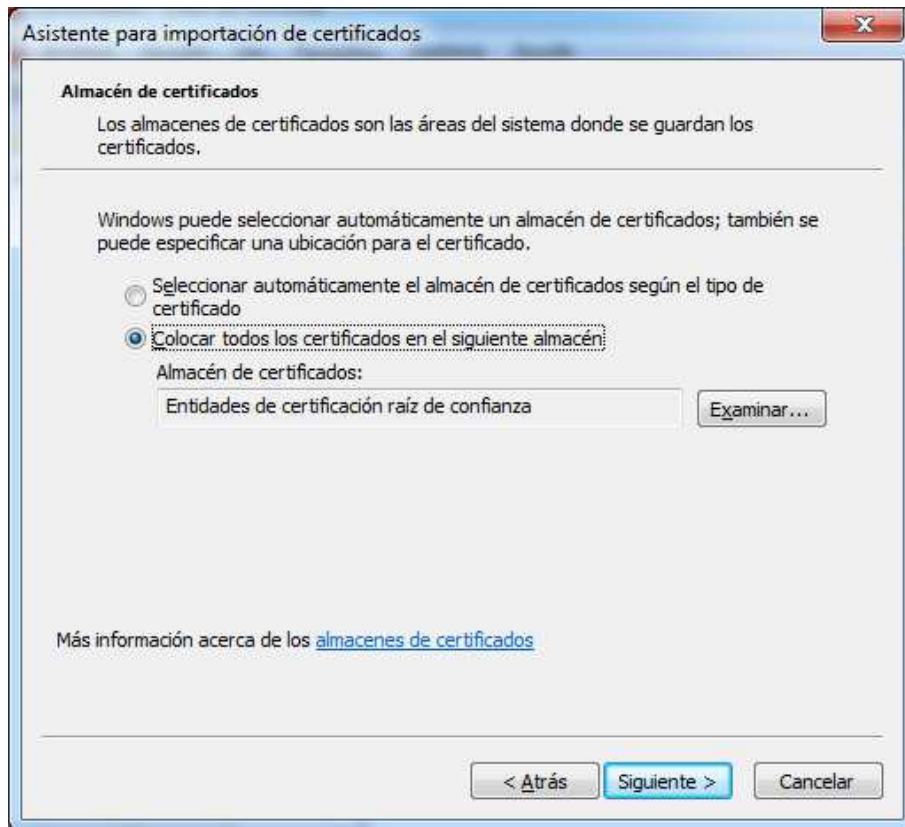 Asistente para importación de certificados
Almacén de certificados
Los almacenes de certificados son las áreas del sistema donde se guardan los
certificados.
Windows puede seleccionar automáticamente un almacén de certificados; también se
puede especificar una ubicación para el certificado.
Seleccionar automáticamente el almacén de certificados según el tipo de
certificado
Colocar todos los certificados en el siguiente almacén
Almacén de certificados:
Entidades de certificación raíz de confianza
Examinar...
Más información acerca de los almacenes de certificados
< Atrás
Siguiente >
Cancelar